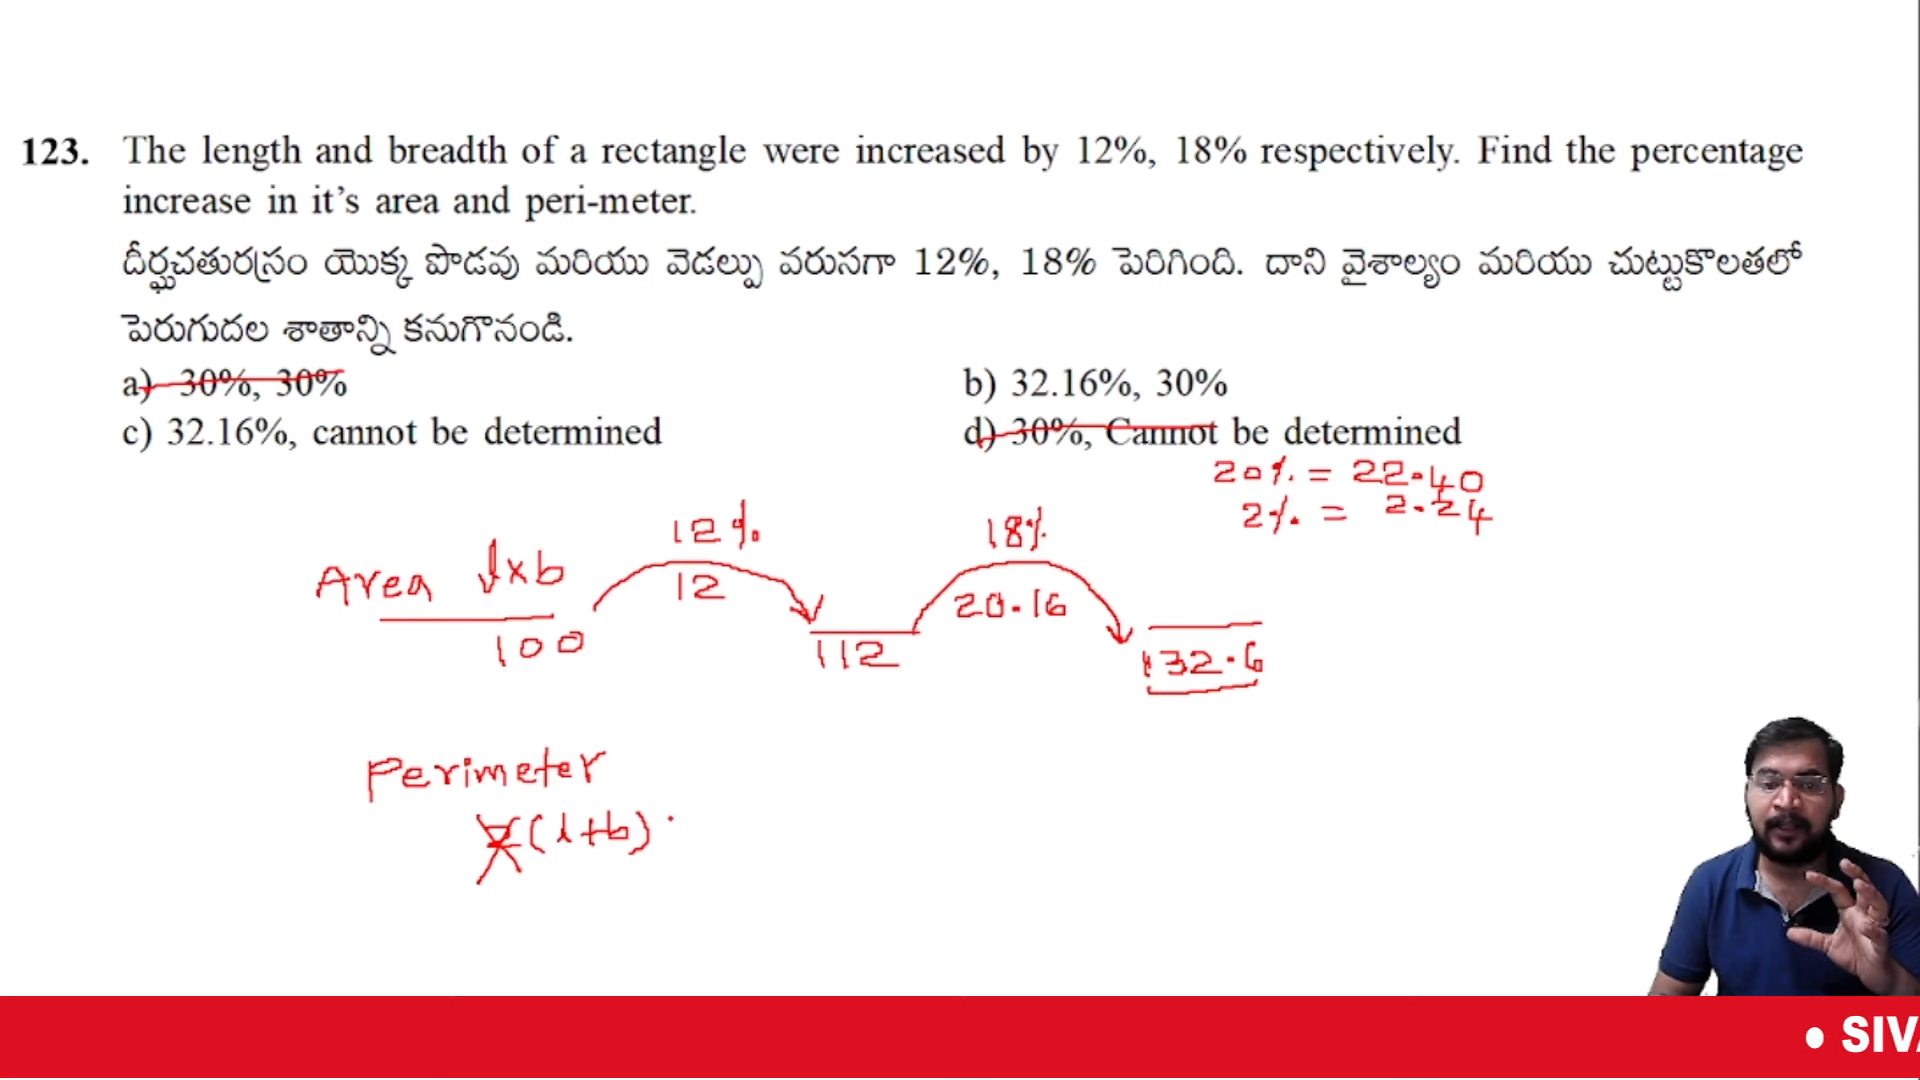 123. The length and breadth of a rectangle were increased by 12%, 18% respectively. Find the percentage
increase in it's area and peri-meter.
దీర్ఘచతురస్రం యొక్క పొడవు మరియు వెడల్పు వరుసగా 12%, 18% పెరిగింది. దాని వైశాల్యం మరియు చుట్టుకొలతలో
పెరుగుదల శాతాన్ని కనుగొనండి.
a) 30%, 30%
b) 32.16%, 30%
c) 32.16%, cannot be determined
d) 30%, Cannot be determined
20% = 22.40
2% = 2.24
12%
18%
Area l×b
12
20.16
100
112
132.6
Perimeter
2(l+b)
• SIV